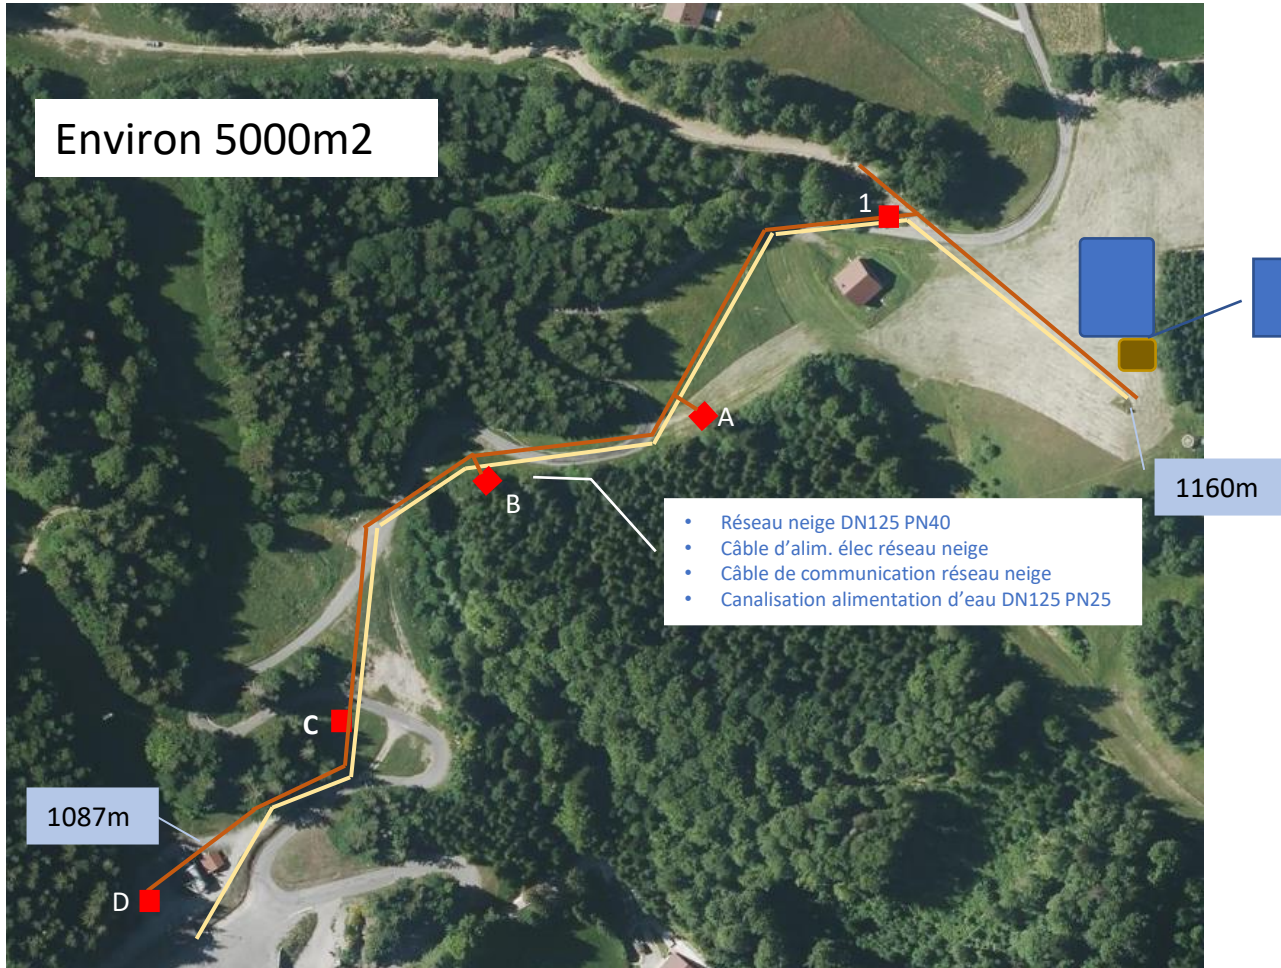 Environ 5000m2
1
A
B
1160m
• Réseau neige DN125 PN40
• Câble d’alim. élec réseau neige
• Câble de communication réseau neige
• Canalisation alimentation d’eau DN125 PN25
C
1087m
D